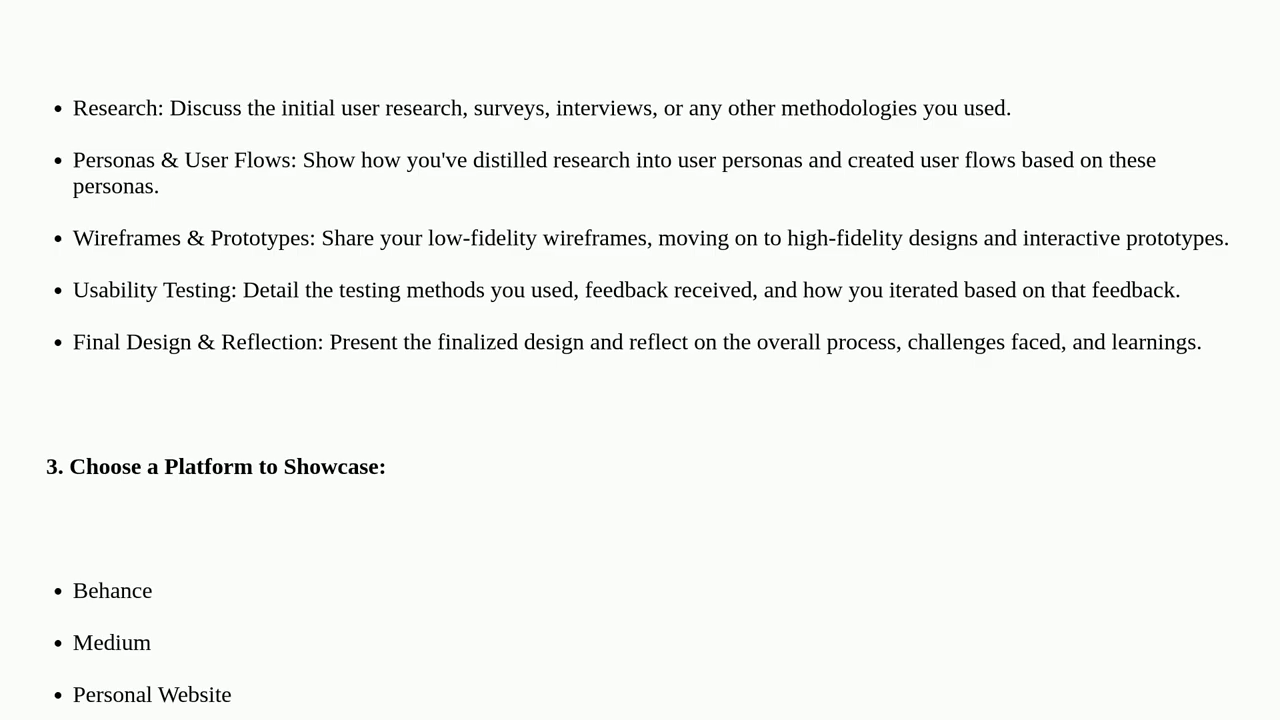 • Research: Discuss the initial user research, surveys, interviews, or any other methodologies you used.
• Personas & User Flows: Show how you've distilled research into user personas and created user flows based on these
personas.
• Wireframes & Prototypes: Share your low-fidelity wireframes, moving on to high-fidelity designs and interactive prototypes.
• Usability Testing: Detail the testing methods you used, feedback received, and how you iterated based on that feedback.
• Final Design & Reflection: Present the finalized design and reflect on the overall process, challenges faced, and learnings.
3. Choose a Platform to Showcase:
• Behance
• Medium
• Personal Website